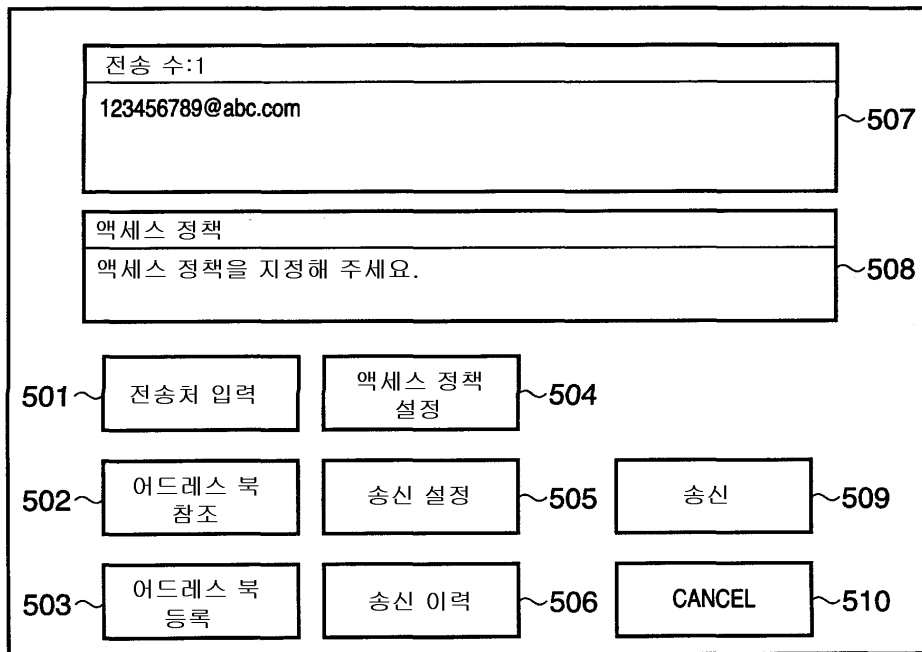 전송 수:1
123456789@abc.com
507
액세스 정책
액세스 정책을 지정해 주세요.
508
501
전송처 입력
액세스 정책
설정
504
502
어드레스 북
참조
송신 설정
505
송신
509
503
어드레스 북
등록
송신 이력
506
CANCEL
510